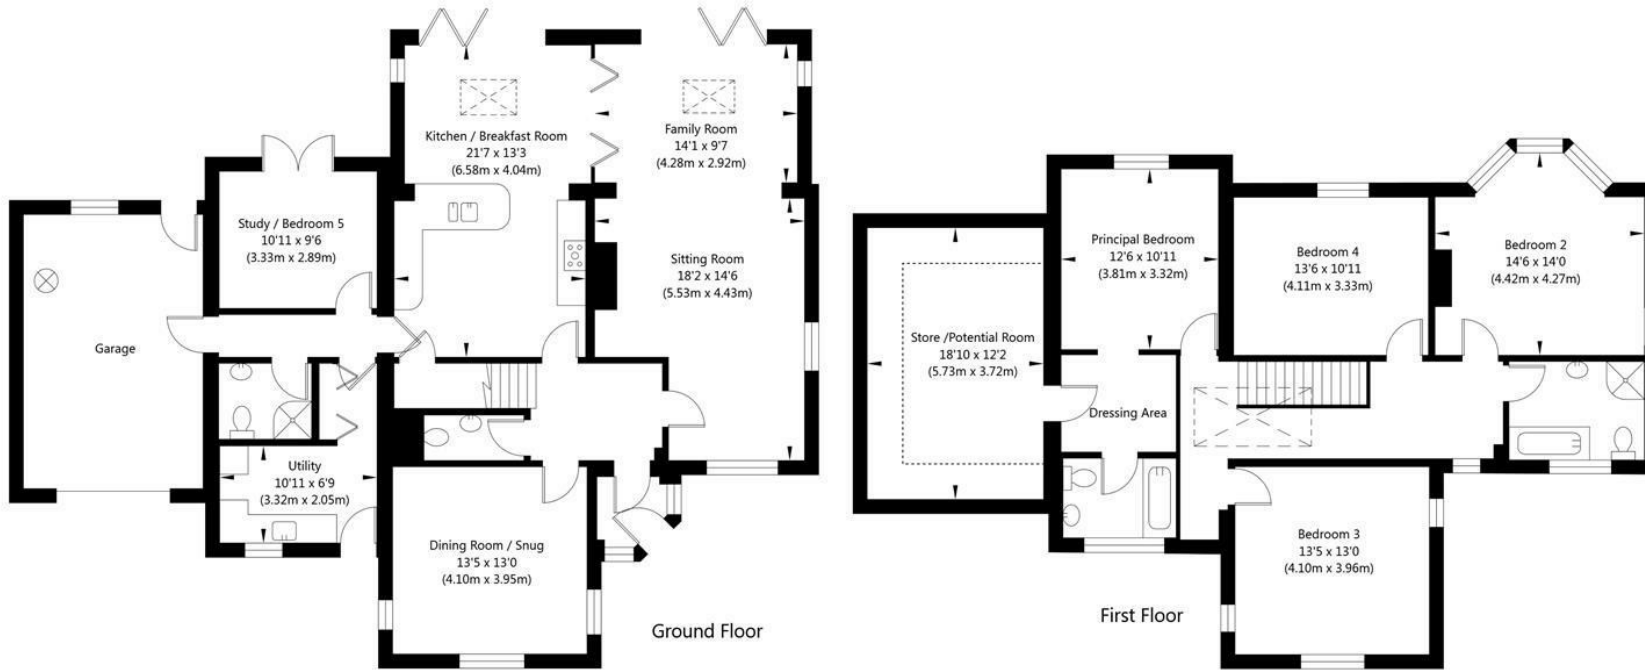 Kitchen / Breakfast Room
21'7 x 13'3
(6.58m x 4.04m)
Family Room
14'1 x 9'7
(4.28m x 2.92m)
Study / Bedroom 5
10'11 x 9'6
(3.33m x 2.89m)
Sitting Room
18'2 x 14'6
(5.53m x 4.43m)
Garage
Utility
10'11 x 6'9
(3.32m x 2.05m)
Dining Room / Snug
13'5 x 13'0
(4.10m x 3.95m)
Ground Floor
Principal Bedroom
12'6 x 10'11
(3.81m x 3.32m)
Bedroom 4
13'6 x 10'11
(4.11m x 3.33m)
Bedroom 2
14'6 x 14'0
(4.42m x 4.27m)
Store /Potential Room
18'10 x 12'2
(5.73m x 3.72m)
Dressing Area
Bedroom 3
13'5 x 13'0
(4.10m x 3.96m)
First Floor